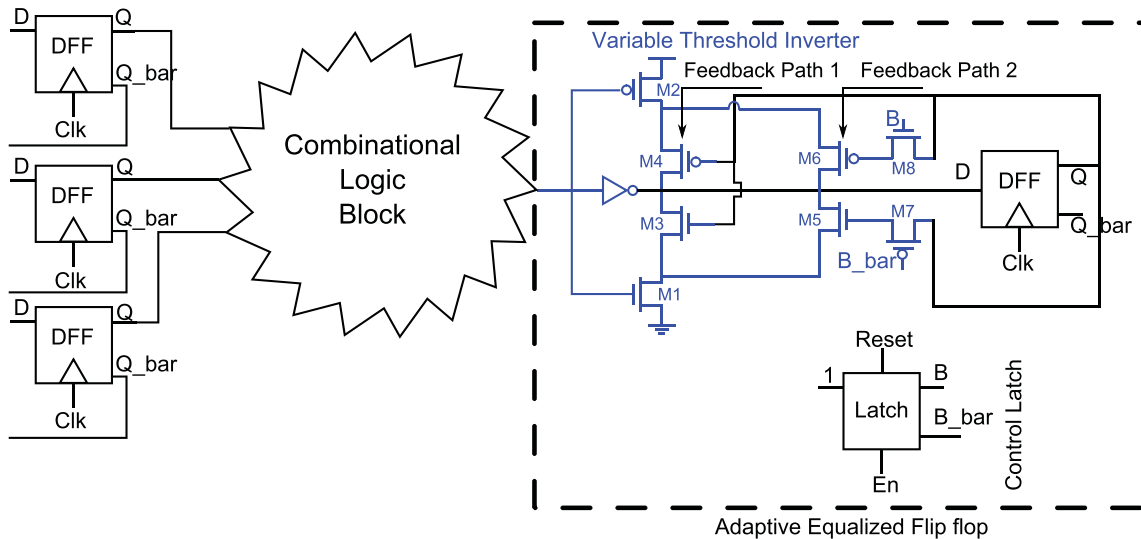 D
Q
DFF
Q_bar
Clk
D
Q
DFF
Q_bar
Clk
D
Q
DFF
Q_bar
Clk
Combinational
Logic
Block
Variable Threshold Inverter
Feedback Path 1
Feedback Path 2
M2
M4
M3
M1
M6
M5
B
M8
M7
B_bar
D
DFF
Q
Q_bar
Clk
Reset
1
Latch
B
B_bar
En
Control Latch
Adaptive Equalized Flip flop